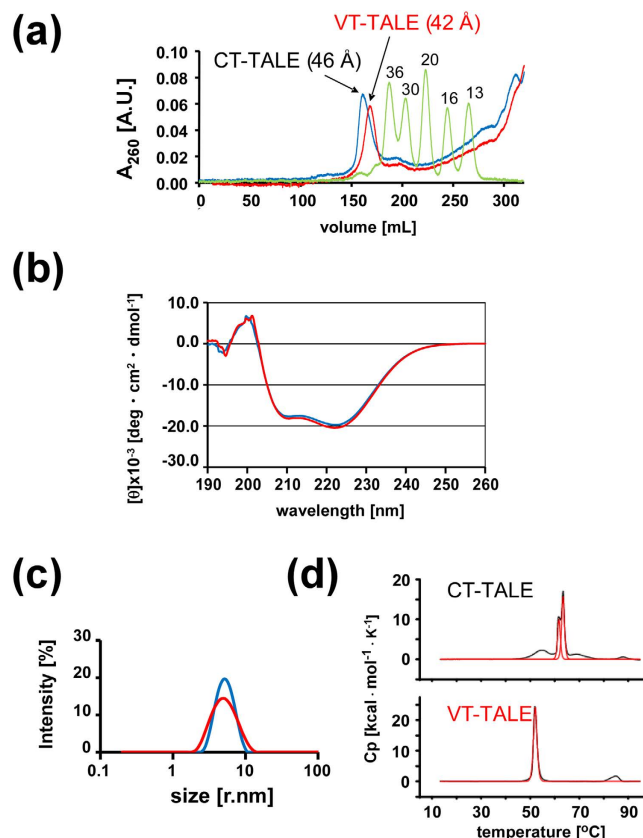 (a)
VT-TALE (42 Å)
CT-TALE (46 Å)
36
30
20
16
13
A260 [A.U.]
0.10
0.08
0.06
0.04
0.02
0.00
0 50 100 150 200 250 300
volume [mL]
(b)
[θ]x10-3 [deg・cm2・dmol-1]
10.0
0.0
-10.0
-20.0
-30.0
190 200 210 220 230 240 250 260
wavelength [nm]
(c)
Intensity [%]
30
20
10
0
0.1 1 10 100
size [r.nm]
(d)
Cp [kcal・mol-1・K-1]
20
10
0
CT-TALE
20
10
0
VT-TALE
10 30 50 70 90
temperature [oC]